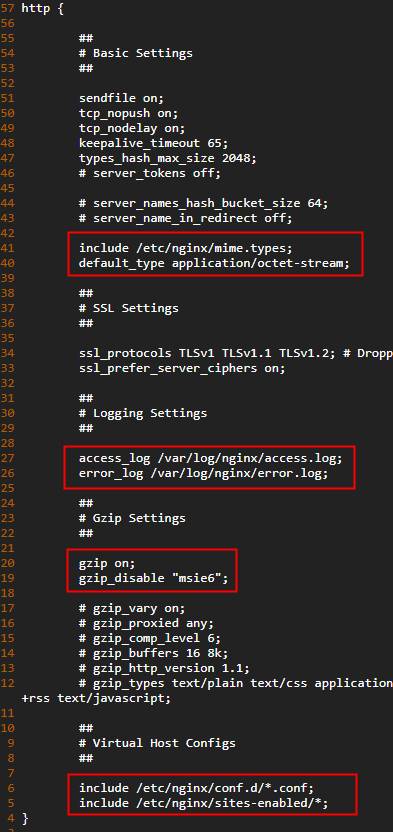 57 http {
56
55 ##
54 # Basic Settings
53 ##
52
51 sendfile on;
50 tcp_nopush on;
49 tcp_nodelay on;
48 keepalive_timeout 65;
47 types_hash_max_size 2048;
46 # server_tokens off;
45
44 # server_names_hash_bucket_size 64;
43 # server_name_in_redirect off;
42
41 include /etc/nginx/mime.types;
40 default_type application/octet-stream;
39
38 ##
37 # SSL Settings
36 ##
35
34 ssl_protocols TLSv1 TLSv1.1 TLSv1.2; # Dropp
33 ssl_prefer_server_ciphers on;
32
31 ##
30 # Logging Settings
29 ##
28
27 access_log /var/log/nginx/access.log;
26 error_log /var/log/nginx/error.log;
25
24 ##
23 # Gzip Settings
22 ##
21
20 gzip on;
19 gzip_disable "msie6";
18
17 # gzip_vary on;
16 # gzip_proxied any;
15 # gzip_comp_level 6;
14 # gzip_buffers 16 8k;
13 # gzip_http_version 1.1;
12 # gzip_types text/plain text/css application
+rss text/javascript;
11
10 ##
9 # Virtual Host Configs
8 ##
7
6 include /etc/nginx/conf.d/*.conf;
5 include /etc/nginx/sites-enabled/*;
4 }